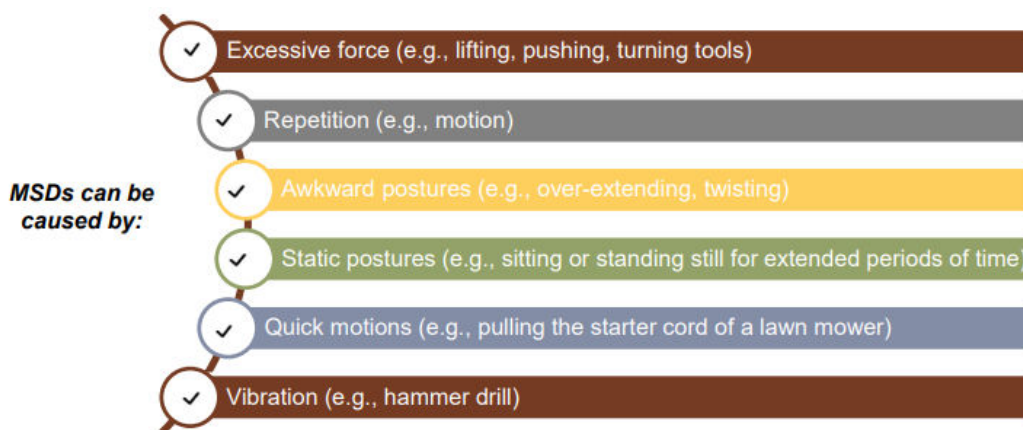 Excessive force (e.g., lifting, pushing, turning tools)
Repetition (e.g., motion)
MSDs can be
caused by:
Awkward postures (e.g., over-extending, twisting)
Static postures (e.g., sitting or standing still for extended periods of time)
Quick motions (e.g., pulling the starter cord of a lawn mower)
Vibration (e.g., hammer drill)